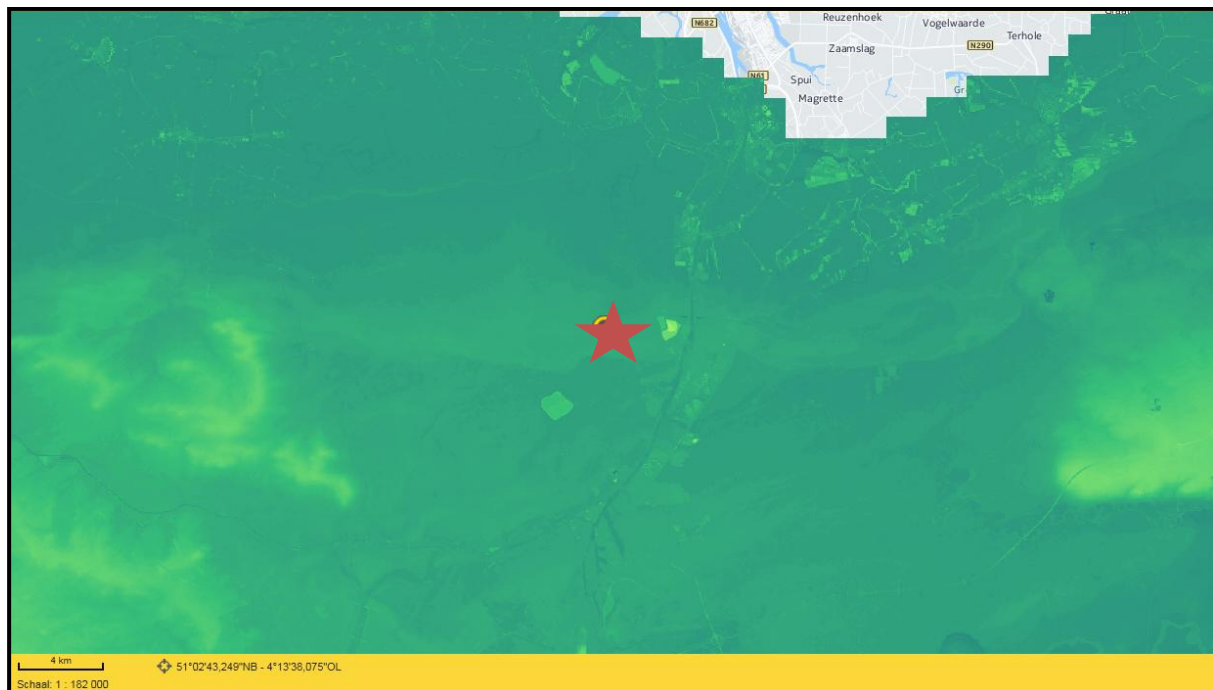 Reuzenhoek
Vogelwaarde
N682
Terhole
Zaamslag
N290
N61
Spui
Gr
Magrette
4 km
51°02'43,249"NB - 4°13'38,075"OL
Schaal: 1 : 182 000